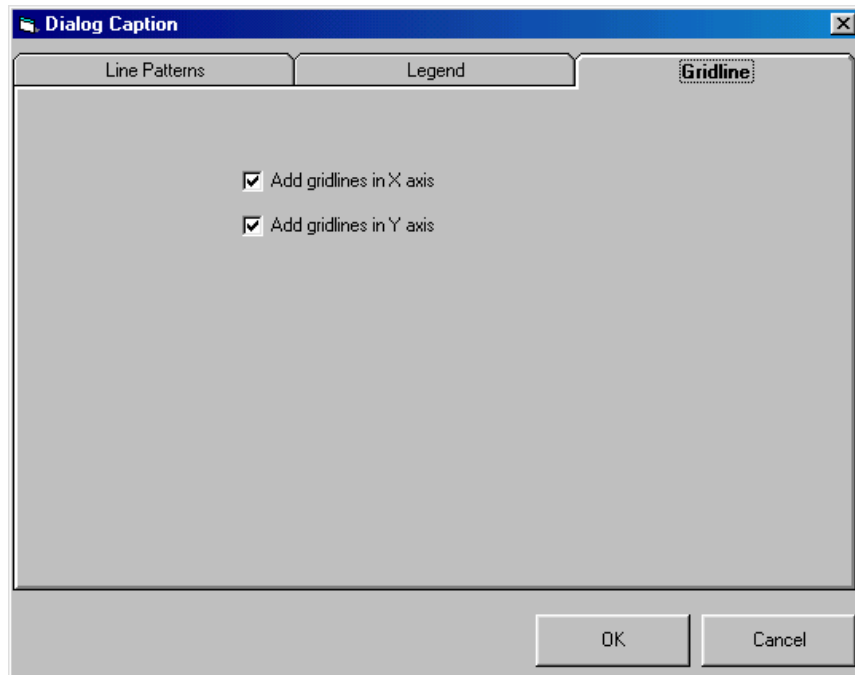 Dialog Caption
Line Patterns Legend Gridline
Add gridlines in X axis
Add gridlines in Y axis
OK Cancel